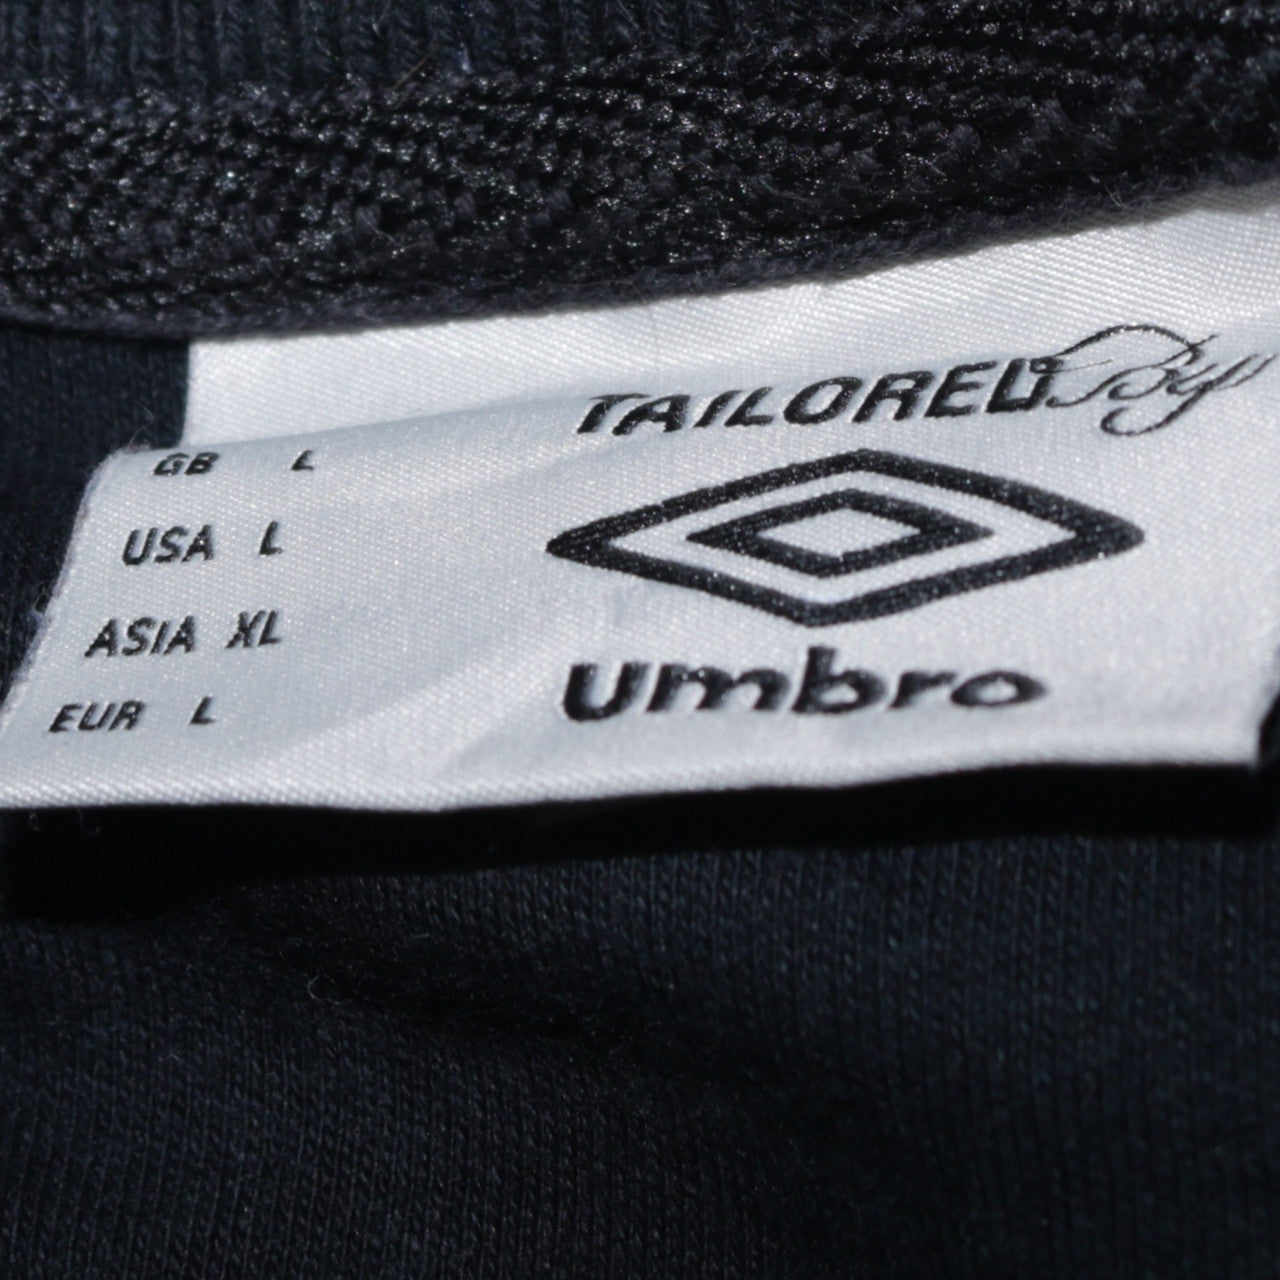 TAILORED By
GB L
USA L
ASIA XL
EUR L
umbro